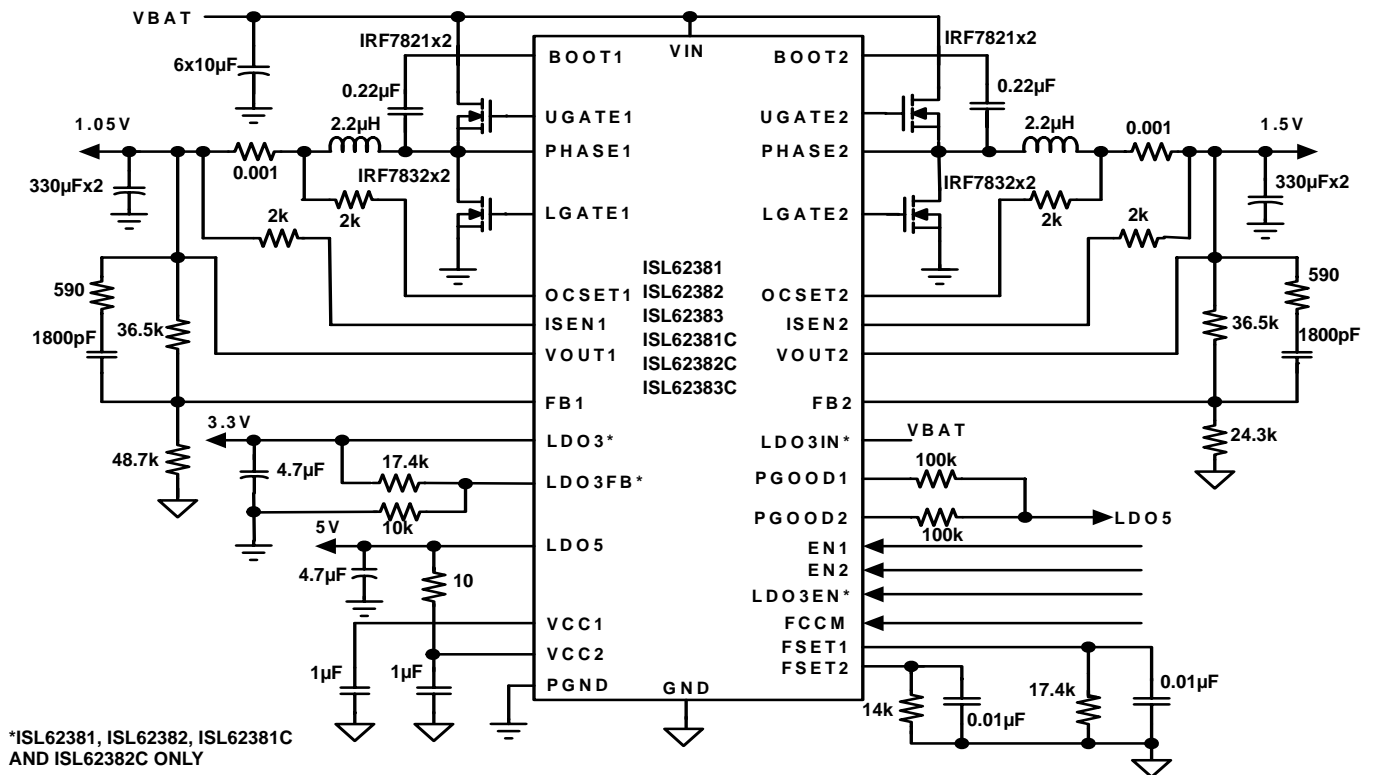 VBAT
6x10µF
IRF7821x2
0.22µF
1.05V
2.2µH
0.001
IRF7832x2
330µFx2
2k
2k
590
1800pF
36.5k
48.7k
3.3V
4.7µF
17.4k
10k
5V
4.7µF
10
1µF
1µF
BOOT1
UGATE1
PHASE1
LGATE1
OCSET1
ISEN1
VOUT1
FB1
LDO3*
LDO3FB*
LDO5
VCC1
VCC2
PGND
VIN
ISL62381
ISL62382
ISL62383
ISL62381C
ISL62382C
ISL62383C
GND
BOOT2
UGATE2
PHASE2
LGATE2
OCSET2
ISEN2
VOUT2
FB2
LDO3IN*
PGOOD1
PGOOD2
EN1
EN2
LDO3EN*
FCCM
FSET1
FSET2
IRF7821x2
0.22µF
2.2µH
0.001
1.5V
IRF7832x2
2k
2k
330µFx2
590
36.5k
1800pF
24.3k
VBAT
100k
100k
LDO5
14k
0.01µF
17.4k
0.01µF
*ISL62381, ISL62382, ISL62381C
AND ISL62382C ONLY